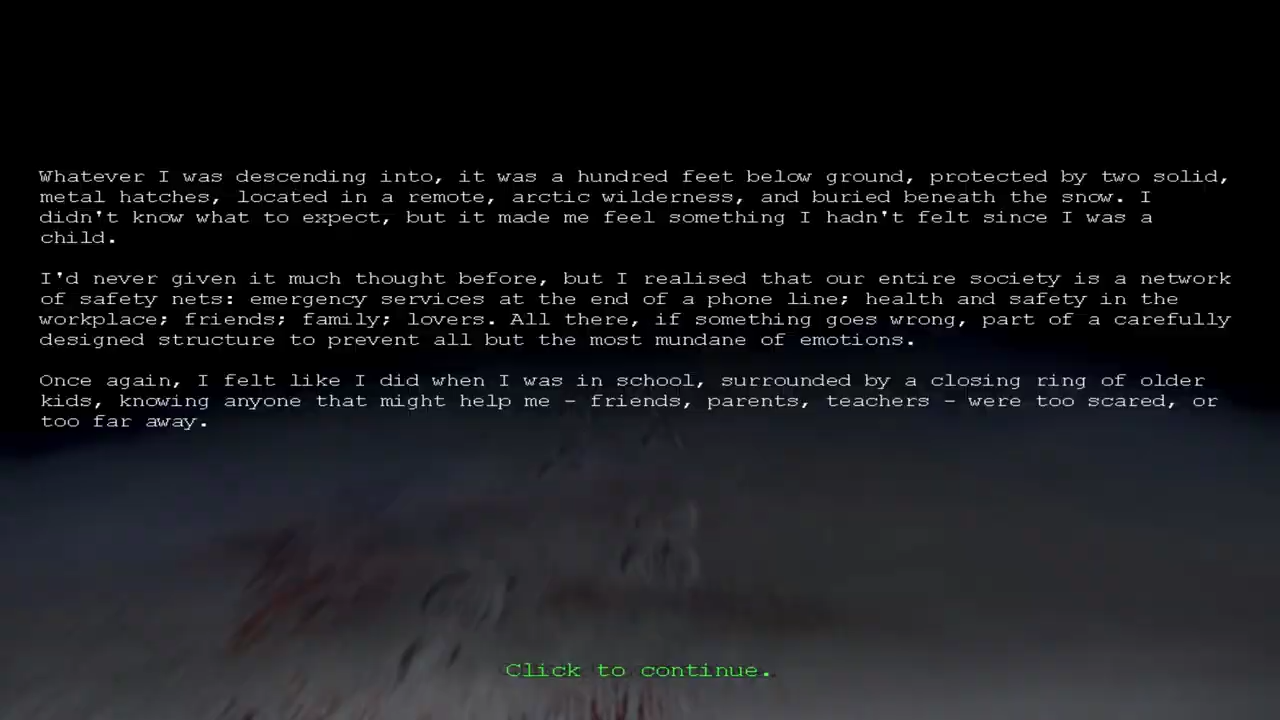 Whatever I was descending into, it was a hundred feet below ground, protected by two solid,
metal hatches, located in a remote, arctic wilderness, and buried beneath the snow. I
didn't know what to expect, but it made me feel something I hadn't felt since I was a
child.
I'd never given it much thought before, but I realised that our entire society is a network
of safety nets: emergency services at the end of a phone line; health and safety in the
workplace; friends; family; lovers. All there, if something goes wrong, part of a carefully
designed structure to prevent all but the most mundane of emotions.
Once again, I felt like I did when I was in school, surrounded by a closing ring of older
kids, knowing anyone that might help me - friends, parents, teachers - were too scared, or
too far away.
Click to continue.